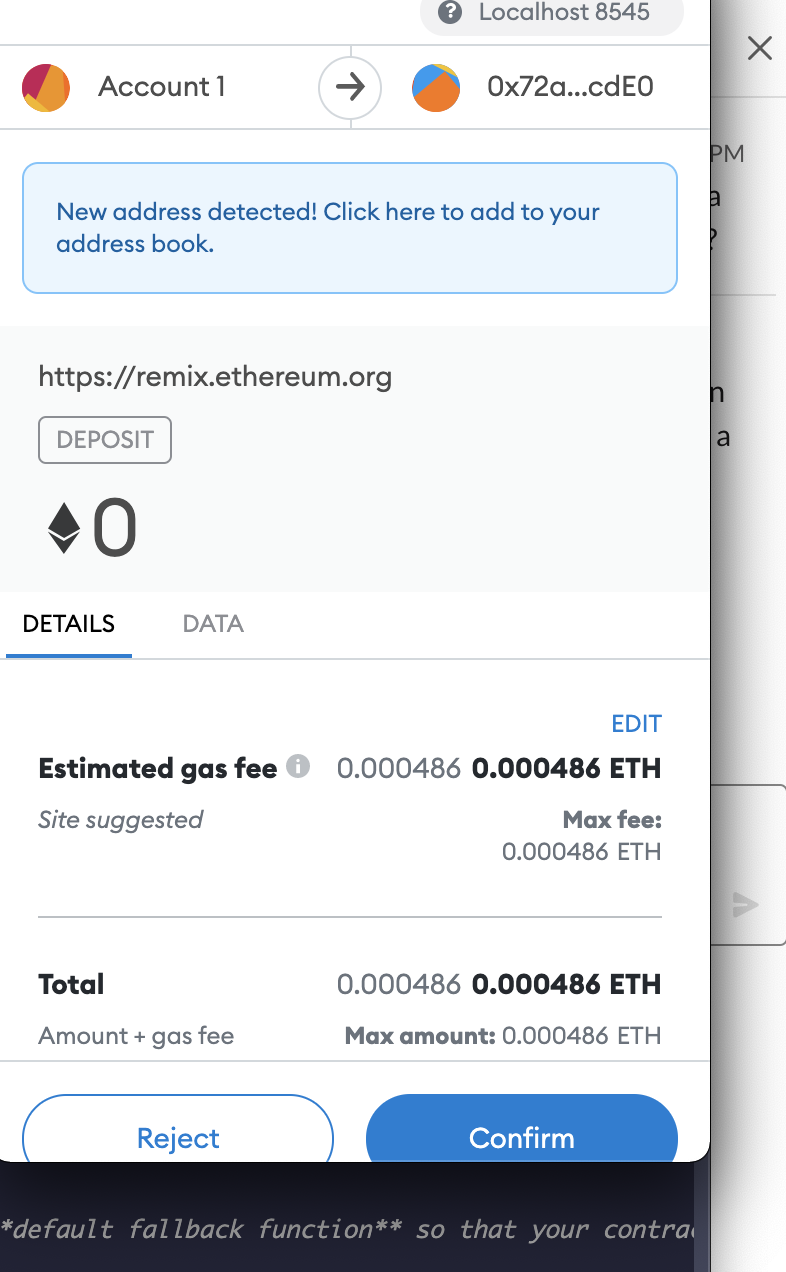 Localhost 8545
Account 1
0x72a...cdE0
PM
New address detected! Click here to add to your
address book.
a
?
https://remix.ethereum.org
n
DEPOSIT
a
0
DETAILS DATA
EDIT
Estimated gas fee 0.000486 0.000486 ETH
Site suggested Max fee:
0.000486 ETH
Total 0.000486 0.000486 ETH
Amount + gas fee Max amount: 0.000486 ETH
Reject Confirm
*default fallback function** so that your contra